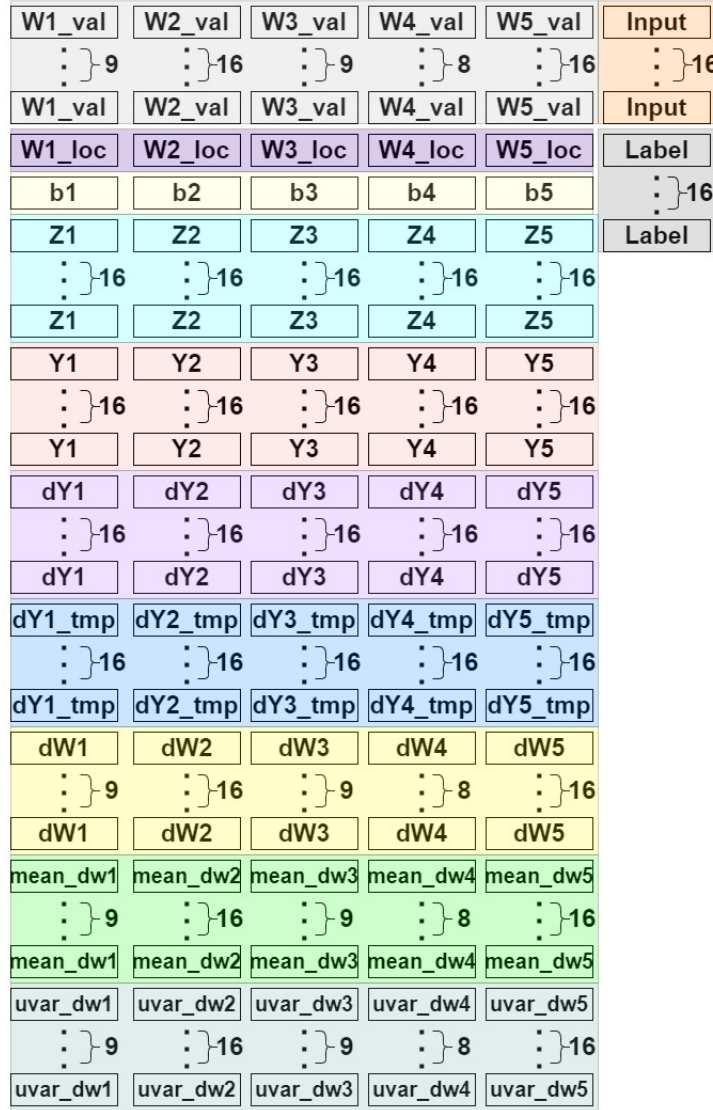 W1_val W2_val W3_val W4_val W5_val Input
9 16 9 8 16 16
W1_val W2_val W3_val W4_val W5_val Input
W1_loc W2_loc W3_loc W4_loc W5_loc Label
b1 b2 b3 b4 b5 16
Z1 Z2 Z3 Z4 Z5 Label
16 16 16 16 16
Z1 Z2 Z3 Z4 Z5
Y1 Y2 Y3 Y4 Y5
16 16 16 16 16
Y1 Y2 Y3 Y4 Y5
dY1 dY2 dY3 dY4 dY5
16 16 16 16 16
dY1 dY2 dY3 dY4 dY5
dY1_tmp dY2_tmp dY3_tmp dY4_tmp dY5_tmp
16 16 16 16 16
dY1_tmp dY2_tmp dY3_tmp dY4_tmp dY5_tmp
dW1 dW2 dW3 dW4 dW5
9 16 9 8 16
dW1 dW2 dW3 dW4 dW5
mean_dw1 mean_dw2 mean_dw3 mean_dw4 mean_dw5
9 16 9 8 16
mean_dw1 mean_dw2 mean_dw3 mean_dw4 mean_dw5
uvar_dw1 uvar_dw2 uvar_dw3 uvar_dw4 uvar_dw5
9 16 9 8 16
uvar_dw1 uvar_dw2 uvar_dw3 uvar_dw4 uvar_dw5